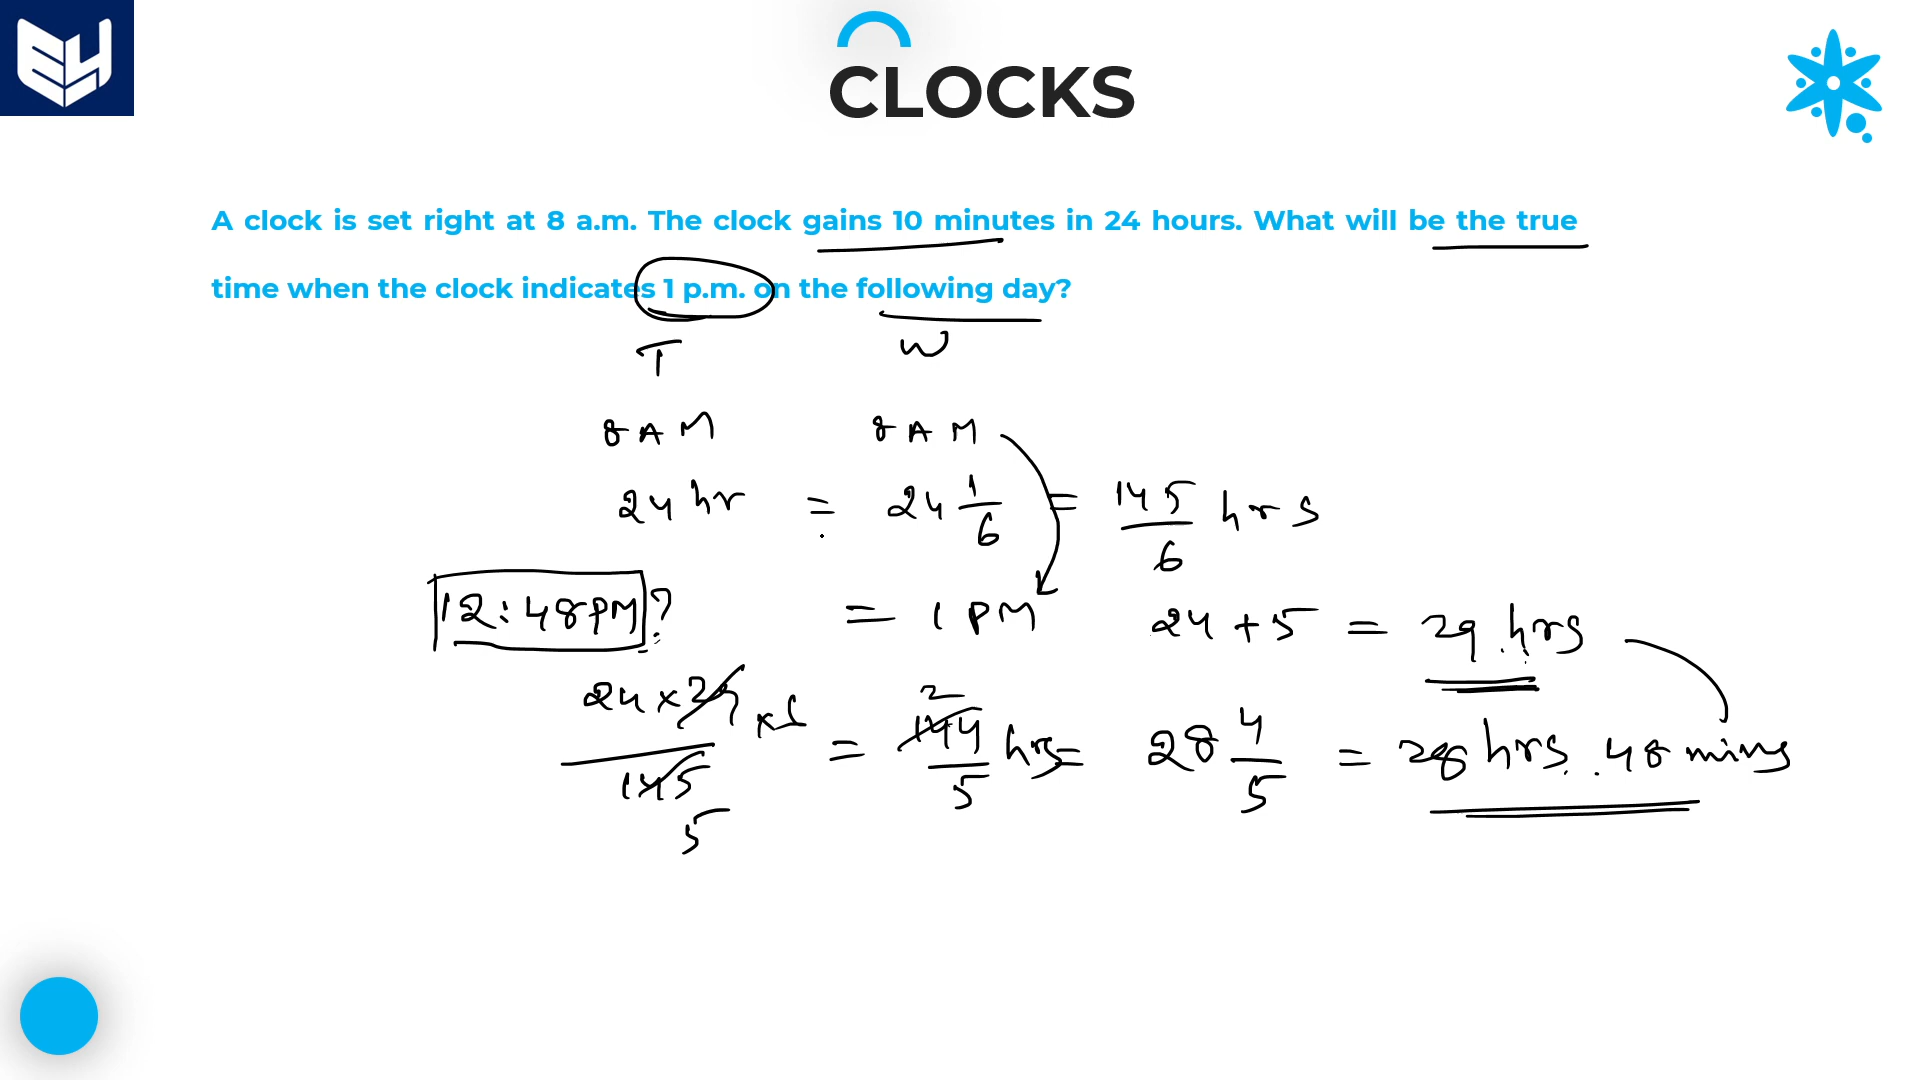 CLOCKS
A clock is set right at 8 a.m. The clock gains 10 minutes in 24 hours. What will be the true
time when the clock indicates 1 p.m. on the following day?
T W
8 AM 8 AM
24 hr = 24 1/6 = 145/6 hrs
12:48 PM ? = 1 PM 24 + 5 = 29 hrs
24 × 29 × 6 / 145 5 = 144/5 hrs = 28 4/5 = 28 hrs. 48 mins